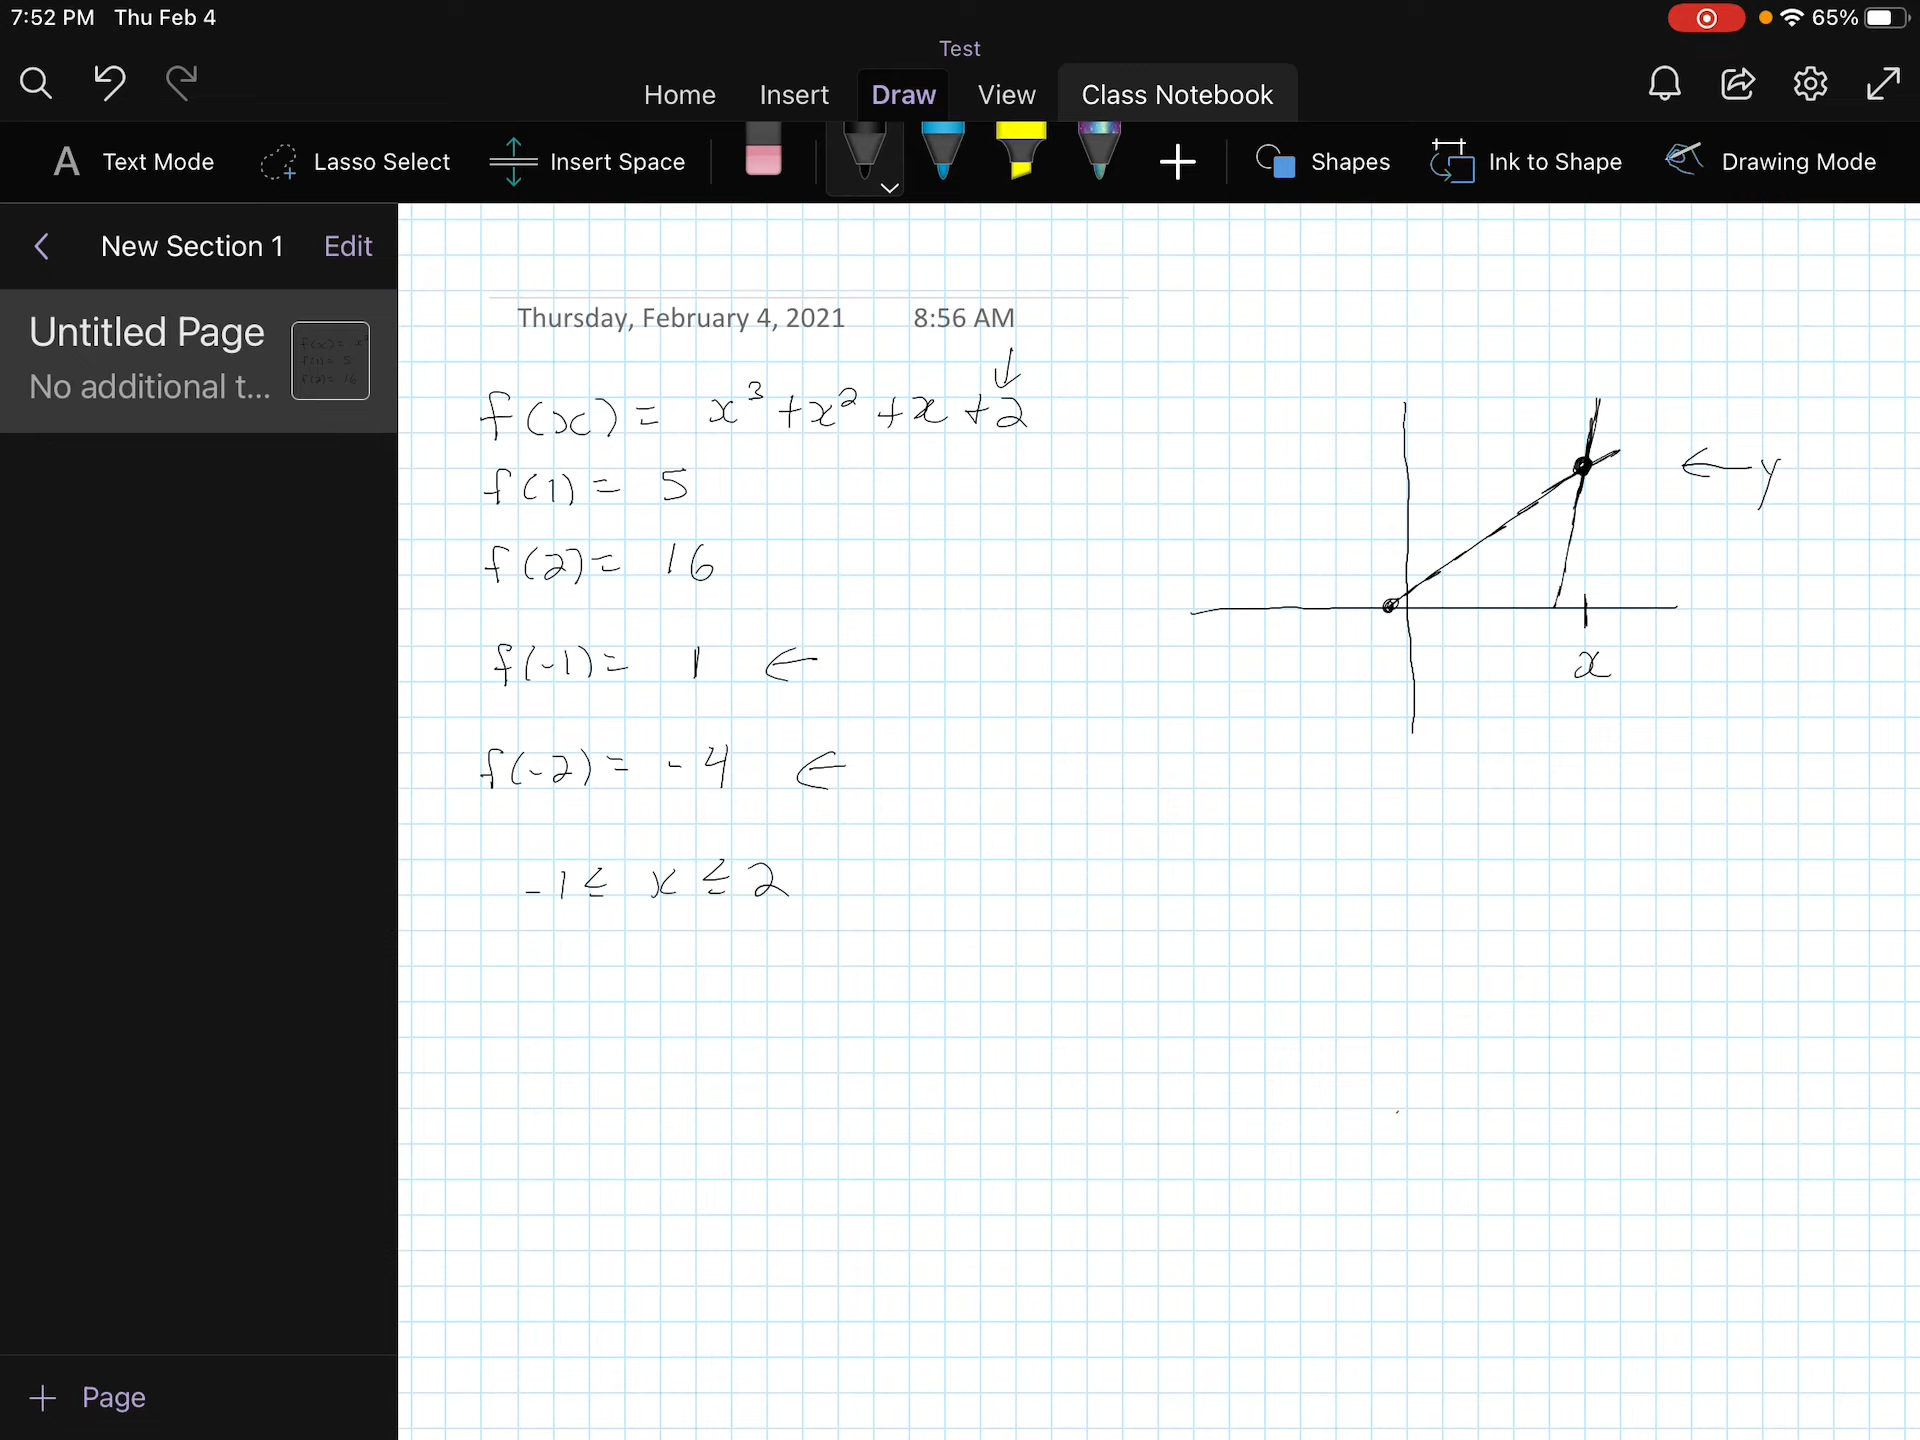 7:52 PM Thu Feb 4
65%
Test
Home Insert Draw View Class Notebook
A Text Mode Lasso Select Insert Space Shapes Ink to Shape Drawing Mode
New Section 1 Edit
Untitled Page
No additional t...
Thursday, February 4, 2021 8:56 AM
f(x) = x³ + x² + x + 2
f(1) = 5
f(2) = 16
f(-1) = 1 ←
f(-2) = -4 ←
-1 ≤ x ≤ 2
← y
x
+ Page